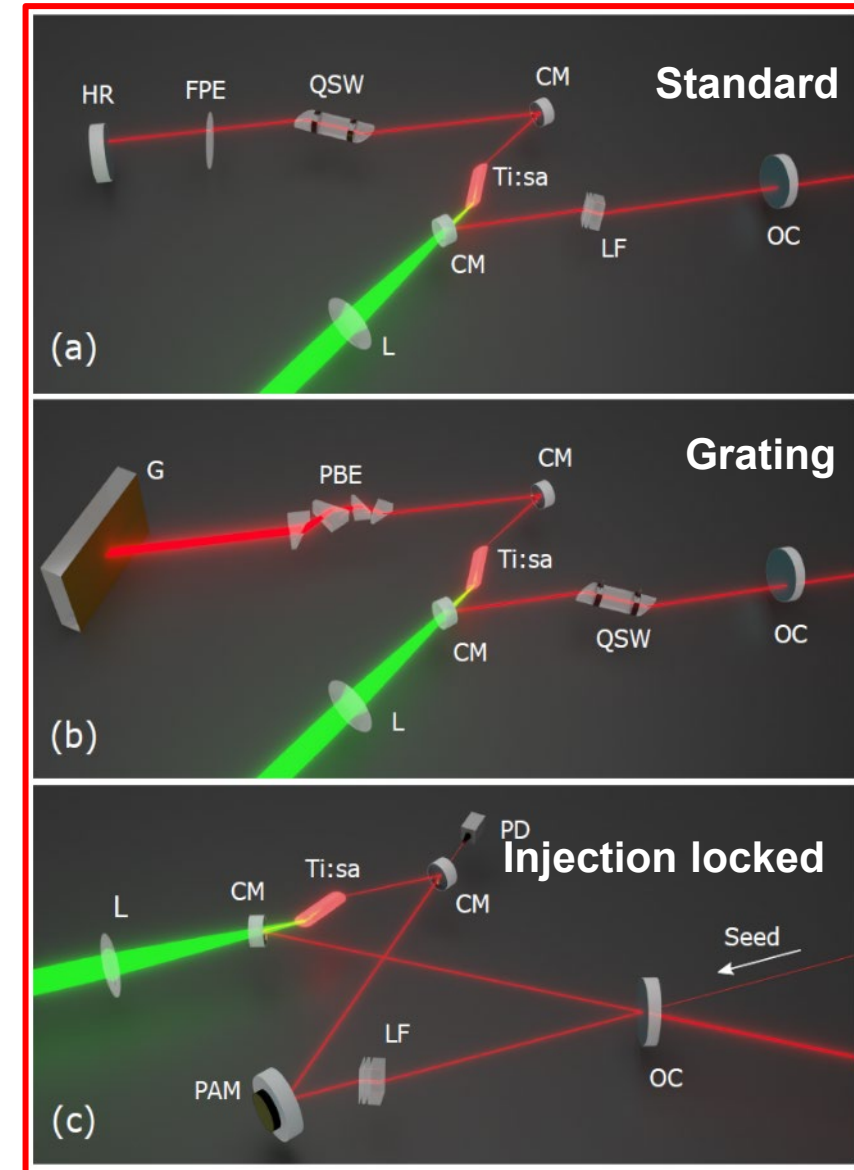 Standard
HR
FPE
QSW
CM
Ti:sa
CM
LF
OC
L
(a)
Grating
G
PBE
CM
Ti:sa
CM
QSW
OC
L
(b)
Injection locked
PD
Ti:sa
CM
CM
L
Seed
LF
OC
PAM
(c)